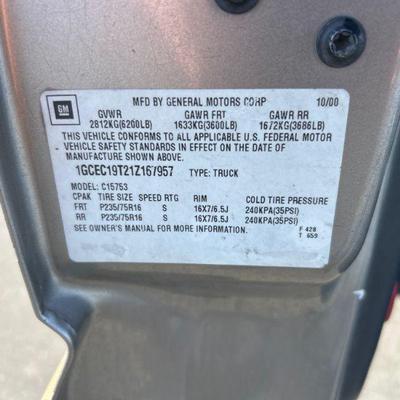 GM
MFD BY GENERAL MOTORS CORP 10/00
GVWR GAWR FRT GAWR RR
2812KG(6200LB) 1633KG(3600LB) 1672KG(3686LB)
THIS VEHICLE CONFORMS TO ALL APPLICABLE U.S. FEDERAL MOTOR
VEHICLE SAFETY STANDARDS IN EFFECT ON THE DATE OF
MANUFACTURE SHOWN ABOVE.
1GCEC19T21Z167957 TYPE: TRUCK
MODEL: C15753
CPAK TIRE SIZE SPEED RTG RIM COLD TIRE PRESSURE
FRT P235/75R16 S 16X7/6.5J 240KPA(35PSI)
RR P235/75R16 S 16X7/6.5J 240KPA(35PSI)
SEE OWNER'S MANUAL FOR MORE INFORMATION. F 428
T 659